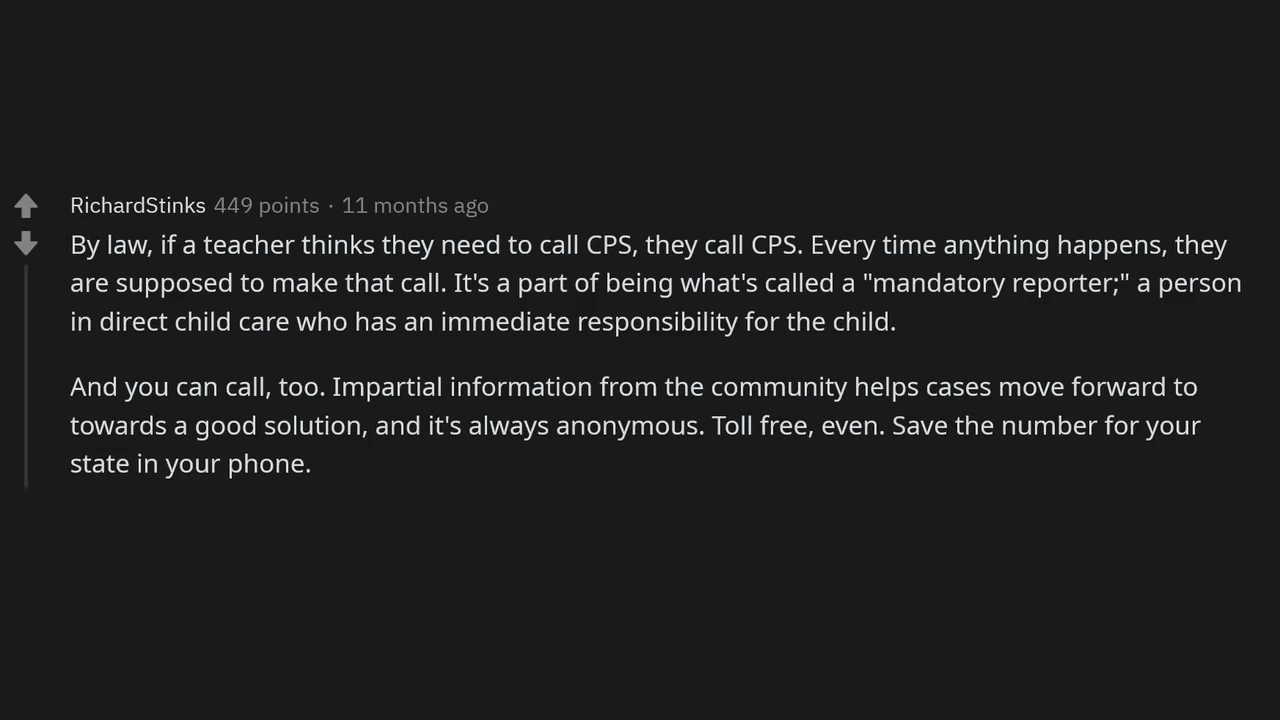 RichardStinks 449 points · 11 months ago
By law, if a teacher thinks they need to call CPS, they call CPS. Every time anything happens, they
are supposed to make that call. It's a part of being what's called a "mandatory reporter;" a person
in direct child care who has an immediate responsibility for the child.
And you can call, too. Impartial information from the community helps cases move forward to
towards a good solution, and it's always anonymous. Toll free, even. Save the number for your
state in your phone.